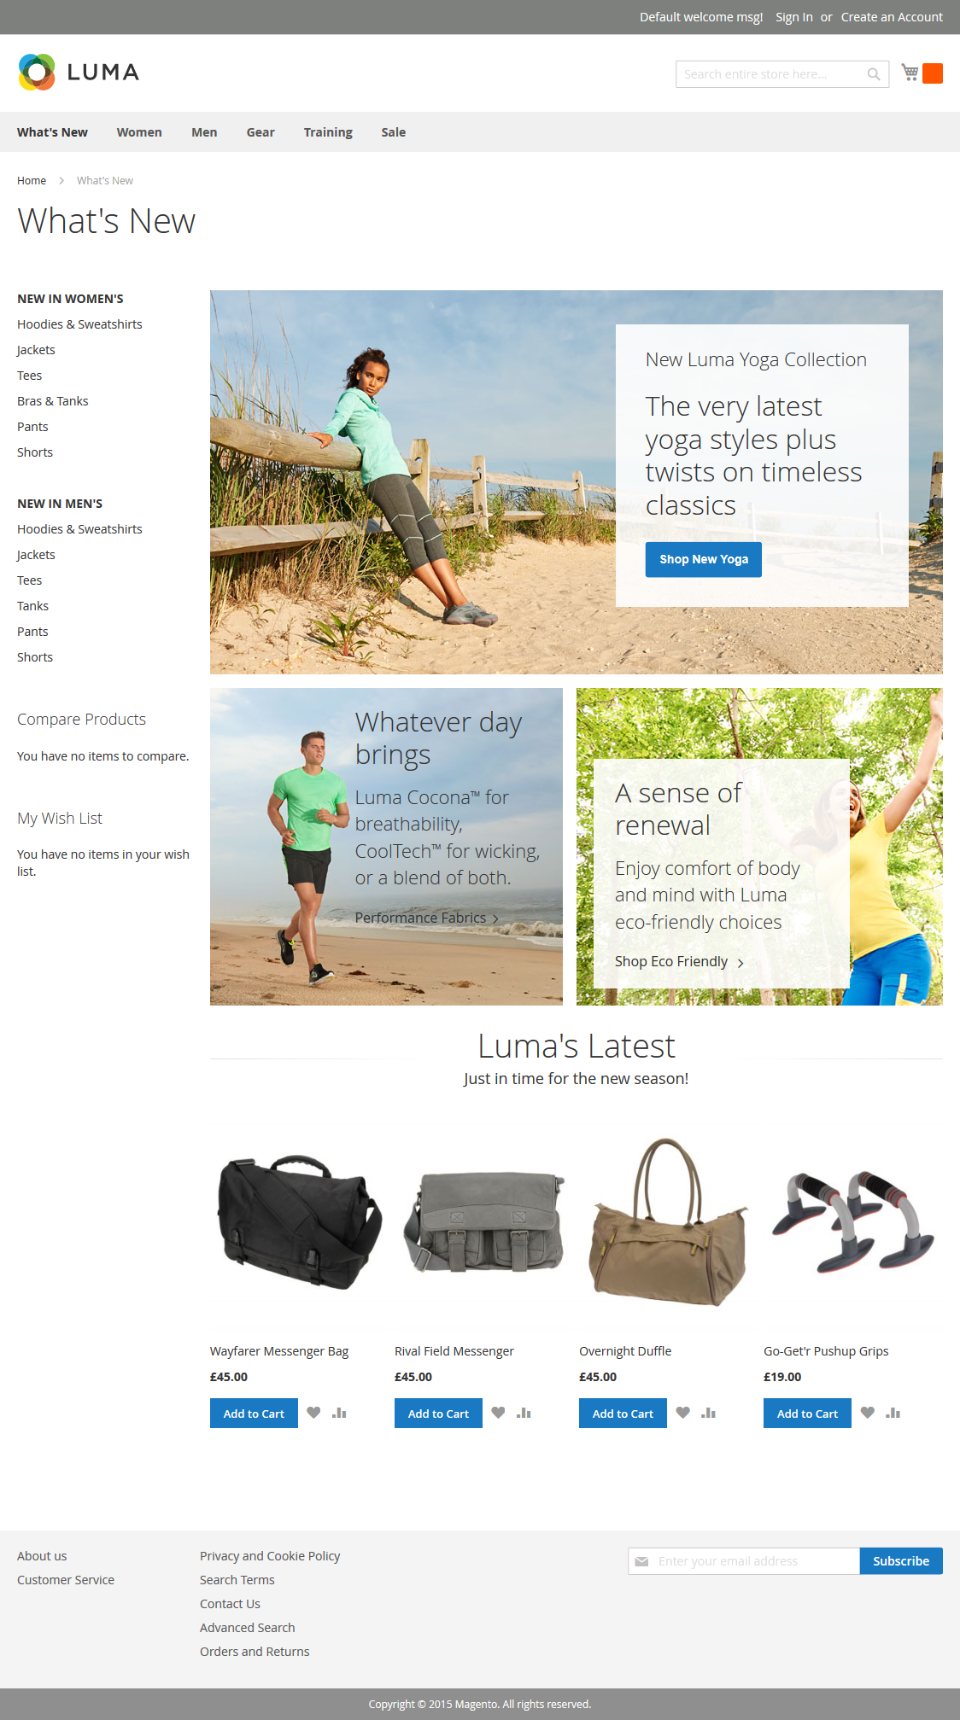 Default welcome msg! Sign In or Create an Account
LUMA
Search entire store here...
What's New Women Men Gear Training Sale
Home > What's New
What's New
NEW IN WOMEN'S
Hoodies & Sweatshirts
Jackets
Tees
Bras & Tanks
Pants
Shorts
NEW IN MEN'S
Hoodies & Sweatshirts
Jackets
Tees
Tanks
Pants
Shorts
Compare Products
You have no items to compare.
My Wish List
You have no items in your wish
list.
New Luma Yoga Collection
The very latest
yoga styles plus
twists on timeless
classics
Shop New Yoga
Whatever day
brings
Luma Cocona™ for
breathability,
CoolTech™ for wicking,
or a blend of both.
Performance Fabrics >
A sense of
renewal
Enjoy comfort of body
and mind with Luma
eco-friendly choices
Shop Eco Friendly >
Luma's Latest
Just in time for the new season!
Wayfarer Messenger Bag
£45.00
Add to Cart
Rival Field Messenger
£45.00
Add to Cart
Overnight Duffle
£45.00
Add to Cart
Go-Get'r Pushup Grips
£19.00
Add to Cart
About us
Customer Service
Privacy and Cookie Policy
Search Terms
Contact Us
Advanced Search
Orders and Returns
Enter your email address
Subscribe
Copyright © 2015 Magento. All rights reserved.